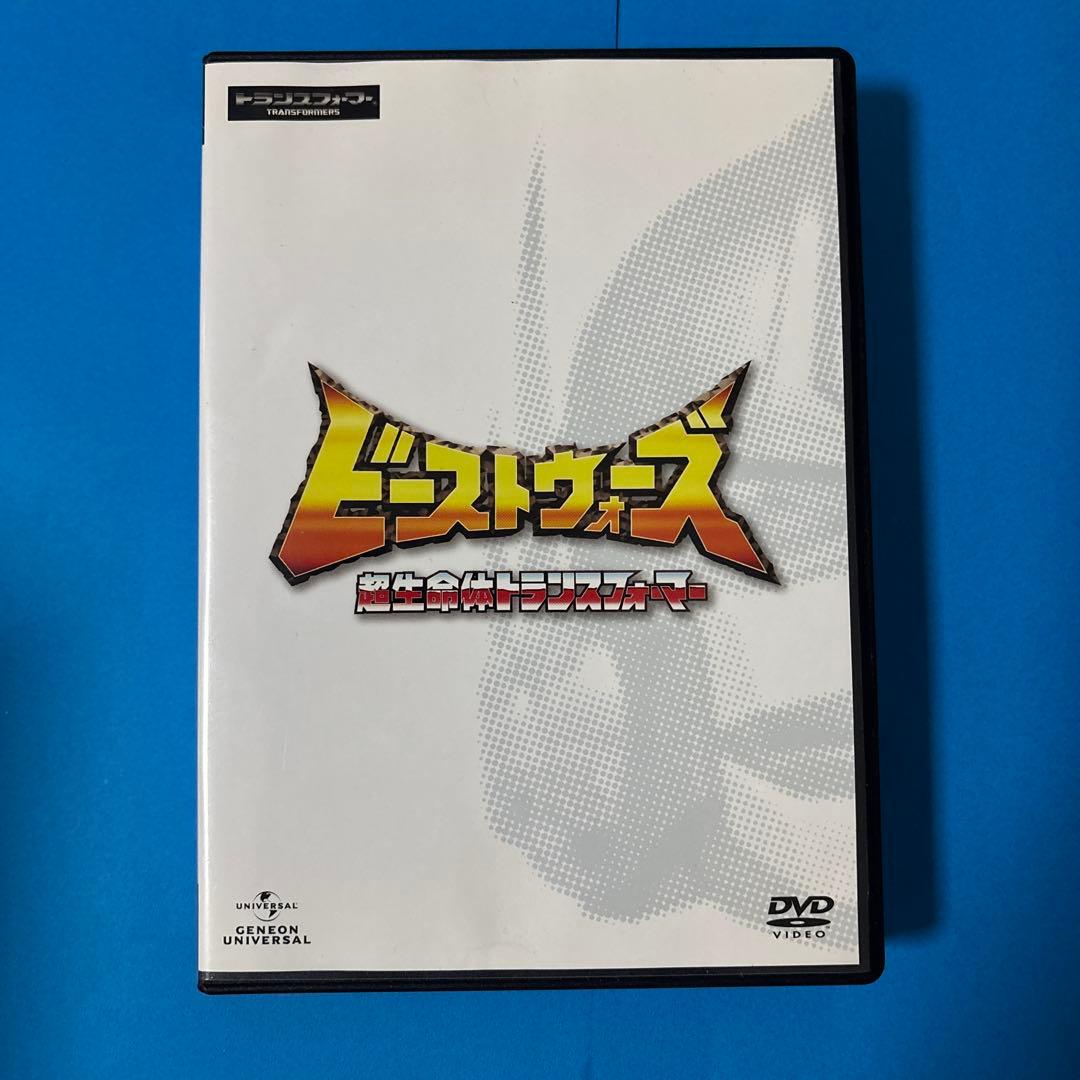 トランスフォーマー
TRANSFORMERS
ビーストウォーズ
超生命体トランスフォーマー
UNIVERSAL
GENEON
UNIVERSAL
DVD
VIDEO